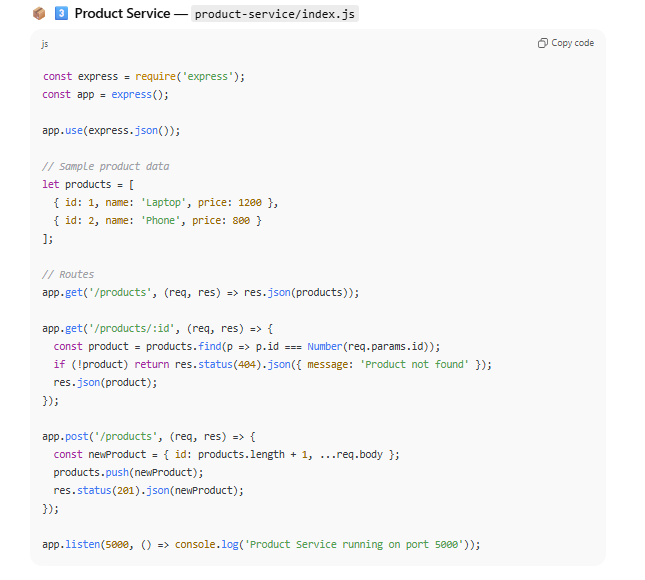 📦 3️⃣ Product Service — product-service/index.js
js
Copy code
const express = require('express');
const app = express();
app.use(express.json());
// Sample product data
let products = [
  { id: 1, name: 'Laptop', price: 1200 },
  { id: 2, name: 'Phone', price: 800 }
];
// Routes
app.get('/products', (req, res) => res.json(products));
app.get('/products/:id', (req, res) => {
  const product = products.find(p => p.id === Number(req.params.id));
  if (!product) return res.status(404).json({ message: 'Product not found' });
  res.json(product);
});
app.post('/products', (req, res) => {
  const newProduct = { id: products.length + 1, ...req.body };
  products.push(newProduct);
  res.status(201).json(newProduct);
});
app.listen(5000, () => console.log('Product Service running on port 5000'));